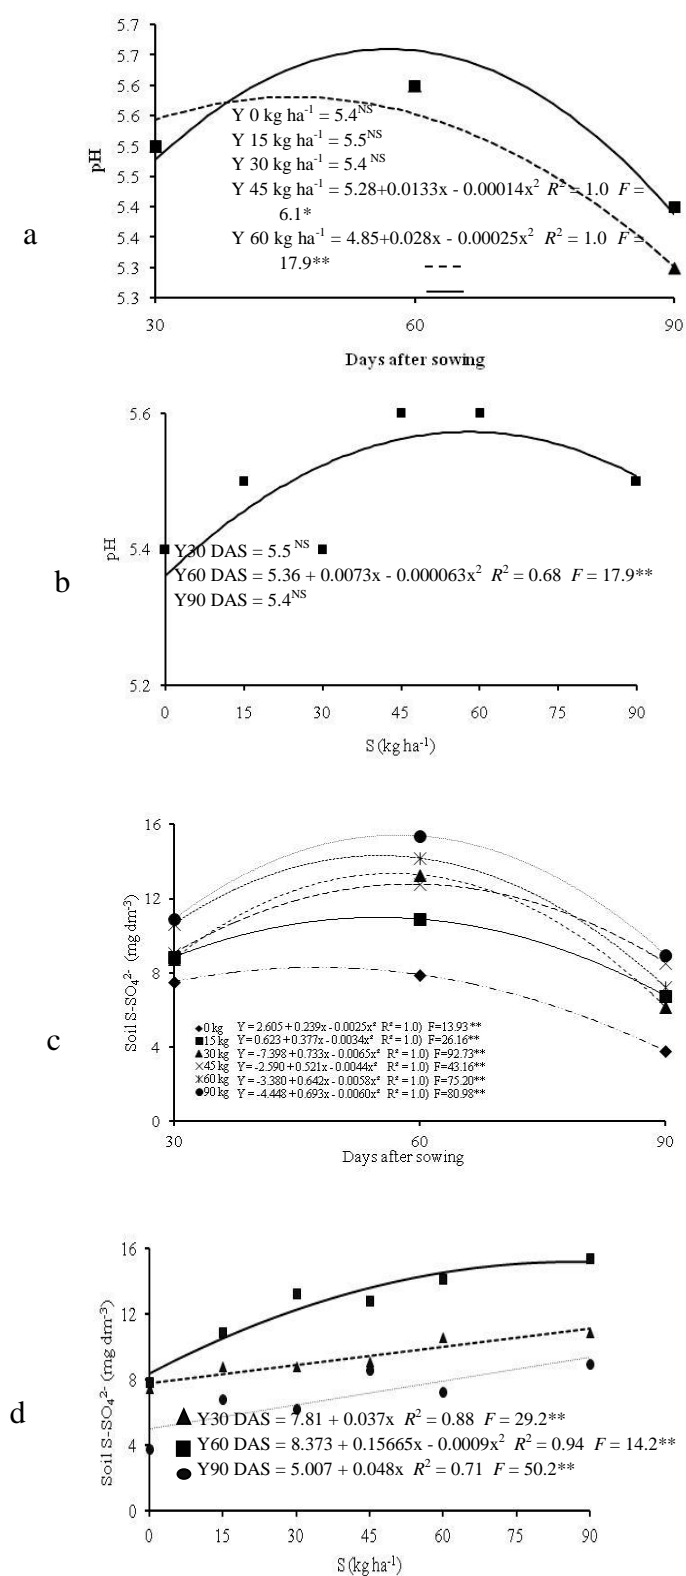 5.7
5.7
5.6
5.6
5.5
5.5
5.4
5.4
5.3
5.3
pH
Y 0 kg ha⁻¹ = 5.4ᴺˢ
Y 15 kg ha⁻¹ = 5.5ᴺˢ
Y 30 kg ha⁻¹ = 5.4 ᴺˢ
Y 45 kg ha⁻¹ = 5.28+0.0133x - 0.00014x² R² = 1.0 F =
6.1*
Y 60 kg ha⁻¹ = 4.85+0.028x - 0.00025x² R² = 1.0 F =
17.9**
a
30 60 90
Days after sowing
5.6
5.4
5.2
pH
Y30 DAS = 5.5 ᴺˢ
Y60 DAS = 5.36 + 0.0073x - 0.000063x² R² = 0.68 F = 17.9**
Y90 DAS = 5.4ᴺˢ
b
0 15 30 45 60 75 90
S (kg ha⁻¹)
16
12
8
4
0
Soil S-SO₄²⁻ (mg dm⁻³)
0 kg Y = 2.605 + 0.239x - 0.0025x² R² = 1.0) F=13.93**
15 kg Y = 0.623 + 0.377x - 0.0034x² R² = 1.0) F=26.16**
30 kg Y = -7.398 + 0.733x - 0.0065x² R² = 1.0) F=92.73**
45 kg Y = -2.590 + 0.521x - 0.0044x² R² = 1.0) F=43.16**
60 kg Y = -3.380 + 0.642x - 0.0058x² R² = 1.0) F=75.20**
90 kg Y = -4.448 + 0.693x - 0.0060x² R² = 1.0) F=80.98**
c
30 60 90
Days after sowing
16
12
8
4
0
Soil S-SO₄²⁻ (mg dm⁻³)
d
Y30 DAS = 7.81 + 0.037x R² = 0.88 F = 29.2**
Y60 DAS = 8.373 + 0.15665x - 0.0009x² R² = 0.94 F = 14.2**
Y90 DAS = 5.007 + 0.048x R² = 0.71 F = 50.2**
0 15 30 45 60 75 90
S (kg ha⁻¹)